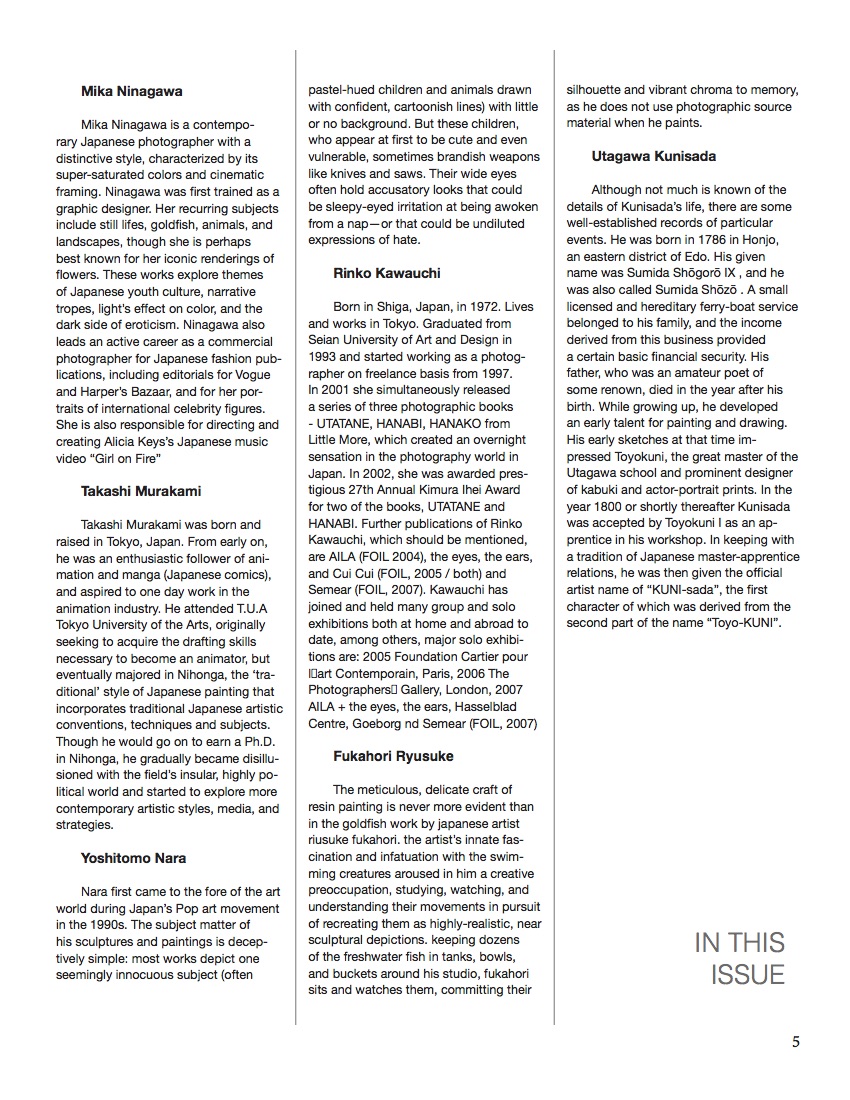 Mika Ninagawa
Mika Ninagawa is a contempo-
rary Japanese photographer with a
distinctive style, characterized by its
super-saturated colors and cinematic
framing. Ninagawa was first trained as a
graphic designer. Her recurring subjects
include still lifes, goldfish, animals, and
landscapes, though she is perhaps
best known for her iconic renderings of
flowers. These works explore themes
of Japanese youth culture, narrative
tropes, light's effect on color, and the
dark side of eroticism. Ninagawa also
leads an active career as a commercial
photographer for Japanese fashion pub-
lications, including editorials for Vogue
and Harper's Bazaar, and for her por-
traits of international celebrity figures.
She is also responsible for directing and
creating Alicia Keys's Japanese music
video “Girl on Fire”
Takashi Murakami
Takashi Murakami was born and
raised in Tokyo, Japan. From early on,
he was an enthusiastic follower of ani-
mation and manga (Japanese comics),
and aspired to one day work in the
animation industry. He attended T.U.A
Tokyo University of the Arts, originally
seeking to acquire the drafting skills
necessary to become an animator, but
eventually majored in Nihonga, the ‘tra-
ditional’ style of Japanese painting that
incorporates traditional Japanese artistic
conventions, techniques and subjects.
Though he would go on to earn a Ph.D.
in Nihonga, he gradually became disillu-
sioned with the field's insular, highly po-
litical world and started to explore more
contemporary artistic styles, media, and
strategies.
Yoshitomo Nara
Nara first came to the fore of the art
world during Japan's Pop art movement
in the 1990s. The subject matter of
his sculptures and paintings is decep-
tively simple: most works depict one
seemingly innocuous subject (often
pastel-hued children and animals drawn
with confident, cartoonish lines) with little
or no background. But these children,
who appear at first to be cute and even
vulnerable, sometimes brandish weapons
like knives and saws. Their wide eyes
often hold accusatory looks that could
be sleepy-eyed irritation at being awoken
from a nap—or that could be undiluted
expressions of hate.
Rinko Kawauchi
Born in Shiga, Japan, in 1972. Lives
and works in Tokyo. Graduated from
Seian University of Art and Design in
1993 and started working as a photog-
rapher on freelance basis from 1997.
In 2001 she simultaneously released
a series of three photographic books
- UTATANE, HANABI, HANAKO from
Little More, which created an overnight
sensation in the photography world in
Japan. In 2002, she was awarded pres-
tigious 27th Annual Kimura Ihei Award
for two of the books, UTATANE and
HANABI. Further publications of Rinko
Kawauchi, which should be mentioned,
are AILA (FOIL 2004), the eyes, the ears,
and Cui Cui (FOIL, 2005 / both) and
Semear (FOIL, 2007). Kawauchi has
joined and held many group and solo
exhibitions both at home and abroad to
date, among others, major solo exhibi-
tions are: 2005 Foundation Cartier pour
l▯art Contemporain, Paris, 2006 The
Photographers▯ Gallery, London, 2007
AILA + the eyes, the ears, Hasselblad
Centre, Goeborg nd Semear (FOIL, 2007)
Fukahori Ryusuke
The meticulous, delicate craft of
resin painting is never more evident than
in the goldfish work by japanese artist
riusuke fukahori. the artist's innate fas-
cination and infatuation with the swim-
ming creatures aroused in him a creative
preoccupation, studying, watching, and
understanding their movements in pursuit
of recreating them as highly-realistic, near
sculptural depictions. keeping dozens
of the freshwater fish in tanks, bowls,
and buckets around his studio, fukahori
sits and watches them, committing their
silhouette and vibrant chroma to memory,
as he does not use photographic source
material when he paints.
Utagawa Kunisada
Although not much is known of the
details of Kunisada's life, there are some
well-established records of particular
events. He was born in 1786 in Honjo,
an eastern district of Edo. His given
name was Sumida Shōgorō IX , and he
was also called Sumida Shōzō . A small
licensed and hereditary ferry-boat service
belonged to his family, and the income
derived from this business provided
a certain basic financial security. His
father, who was an amateur poet of
some renown, died in the year after his
birth. While growing up, he developed
an early talent for painting and drawing.
His early sketches at that time im-
pressed Toyokuni, the great master of the
Utagawa school and prominent designer
of kabuki and actor-portrait prints. In the
year 1800 or shortly thereafter Kunisada
was accepted by Toyokuni I as an ap-
prentice in his workshop. In keeping with
a tradition of Japanese master-apprentice
relations, he was then given the official
artist name of “KUNI-sada”, the first
character of which was derived from the
second part of the name “Toyo-KUNI”.
IN THIS
ISSUE
5